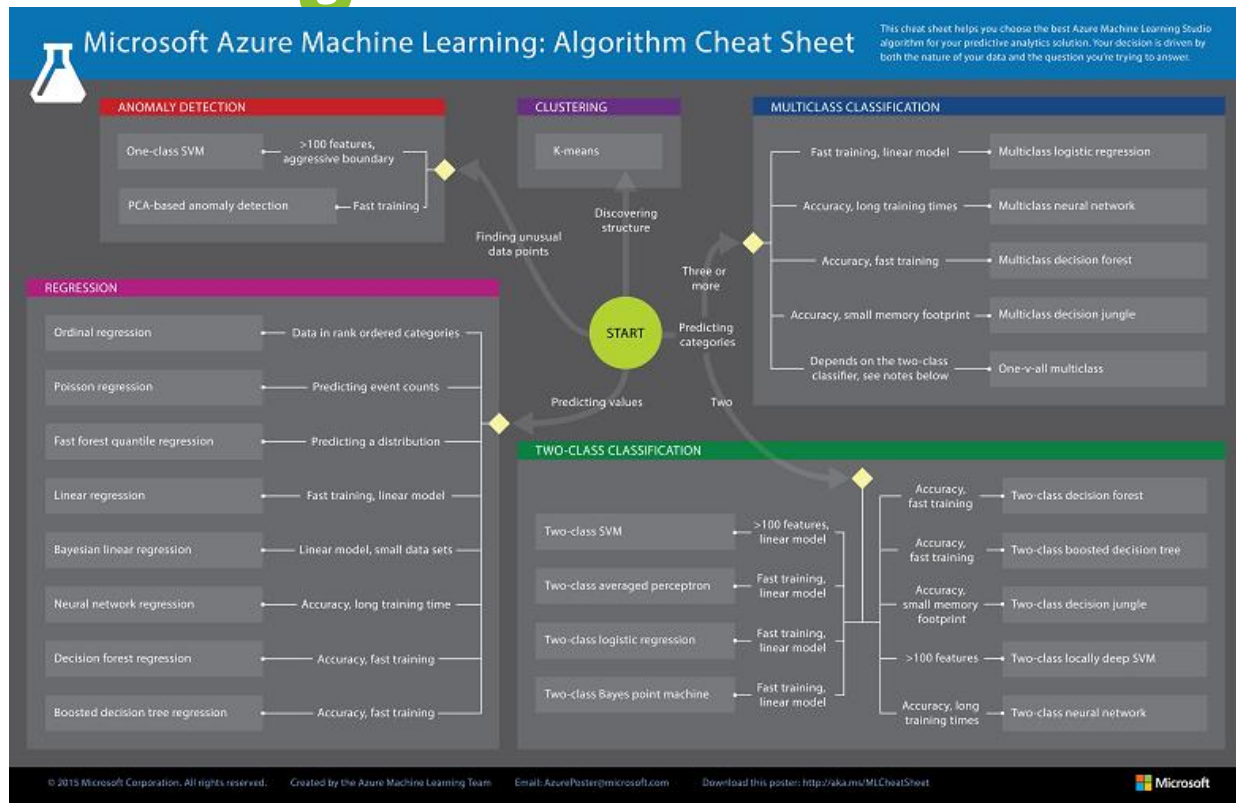 Microsoft Azure Machine Learning: Algorithm Cheat Sheet
This cheat sheet helps you choose the best Azure Machine Learning Studio
algorithm for your predictive analytics solution. Your decision is driven by
both the nature of your data and the question you're trying to answer.
ANOMALY DETECTION
One-class SVM
>100 features,
aggressive boundary
PCA-based anomaly detection
Fast training
CLUSTERING
K-means
Finding unusual
data points
Discovering
structure
START
Three or
more
Predicting
categories
Predicting values
Two
MULTICLASS CLASSIFICATION
Fast training, linear model
Multiclass logistic regression
Accuracy, long training times
Multiclass neural network
Accuracy, fast training
Multiclass decision forest
Accuracy, small memory footprint
Multiclass decision jungle
Depends on the two-class
classifier, see notes below
One-v-all multiclass
REGRESSION
Ordinal regression
Data in rank ordered categories
Poisson regression
Predicting event counts
Fast forest quantile regression
Predicting a distribution
Linear regression
Fast training, linear model
Bayesian linear regression
Linear model, small data sets
Neural network regression
Accuracy, long training time
Decision forest regression
Accuracy, fast training
Boosted decision tree regression
Accuracy, fast training
TWO-CLASS CLASSIFICATION
Two-class SVM
>100 features,
linear model
Two-class averaged perceptron
Fast training,
linear model
Two-class logistic regression
Fast training,
linear model
Two-class Bayes point machine
Fast training,
linear model
Accuracy,
fast training
Two-class decision forest
Accuracy,
fast training
Two-class boosted decision tree
Accuracy,
small memory
footprint
Two-class decision jungle
>100 features
Two-class locally deep SVM
Accuracy, long
training times
Two-class neural network
© 2015 Microsoft Corporation. All rights reserved.
Created by the Azure Machine Learning Team
Email: AzurePoster@microsoft.com
Download this poster: http://aka.ms/MLCheatSheet
Microsoft